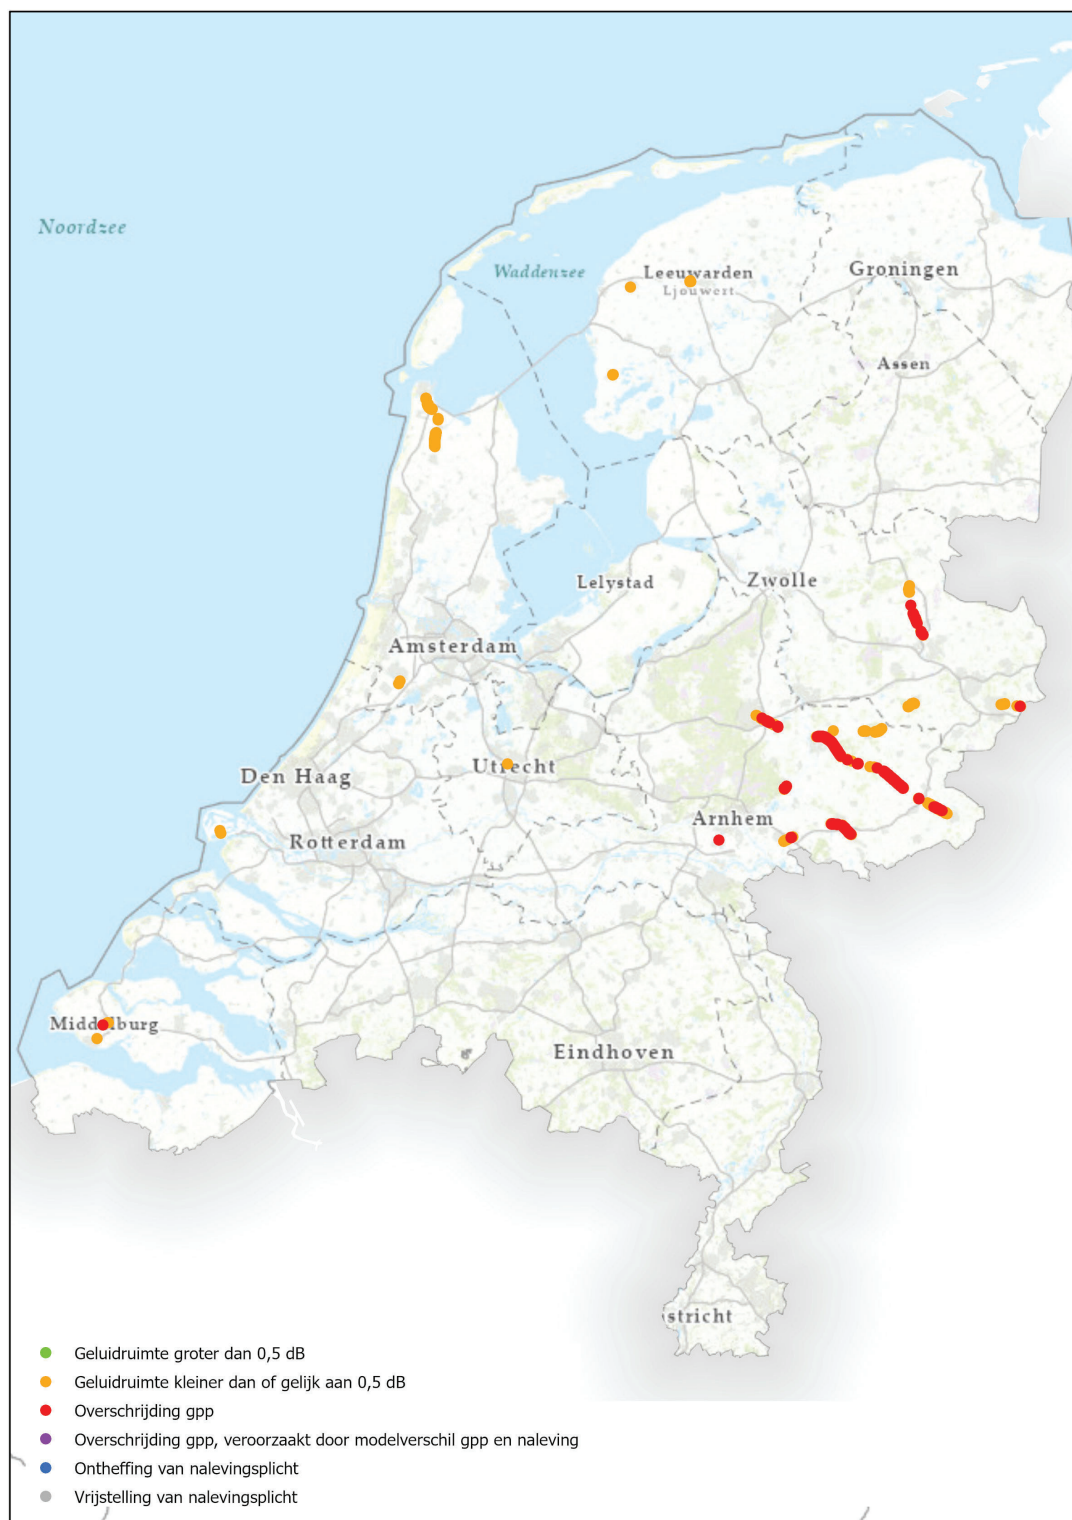 Noordzee
Waddenzee
Leeuwarden
Ljouwert
Groningen
Assen
Lelystad
Zwolle
Amsterdam
Utrecht
Den Haag
Arnhem
Rotterdam
Middelburg
Eindhoven
stricht
Geluidruimte groter dan 0,5 dB
Geluidruimte kleiner dan of gelijk aan 0,5 dB
Overschrijding gpp
Overschrijding gpp, veroorzaakt door modelverschil gpp en naleving
Ontheffing van nalevingsplicht
Vrijstelling van nalevingsplicht